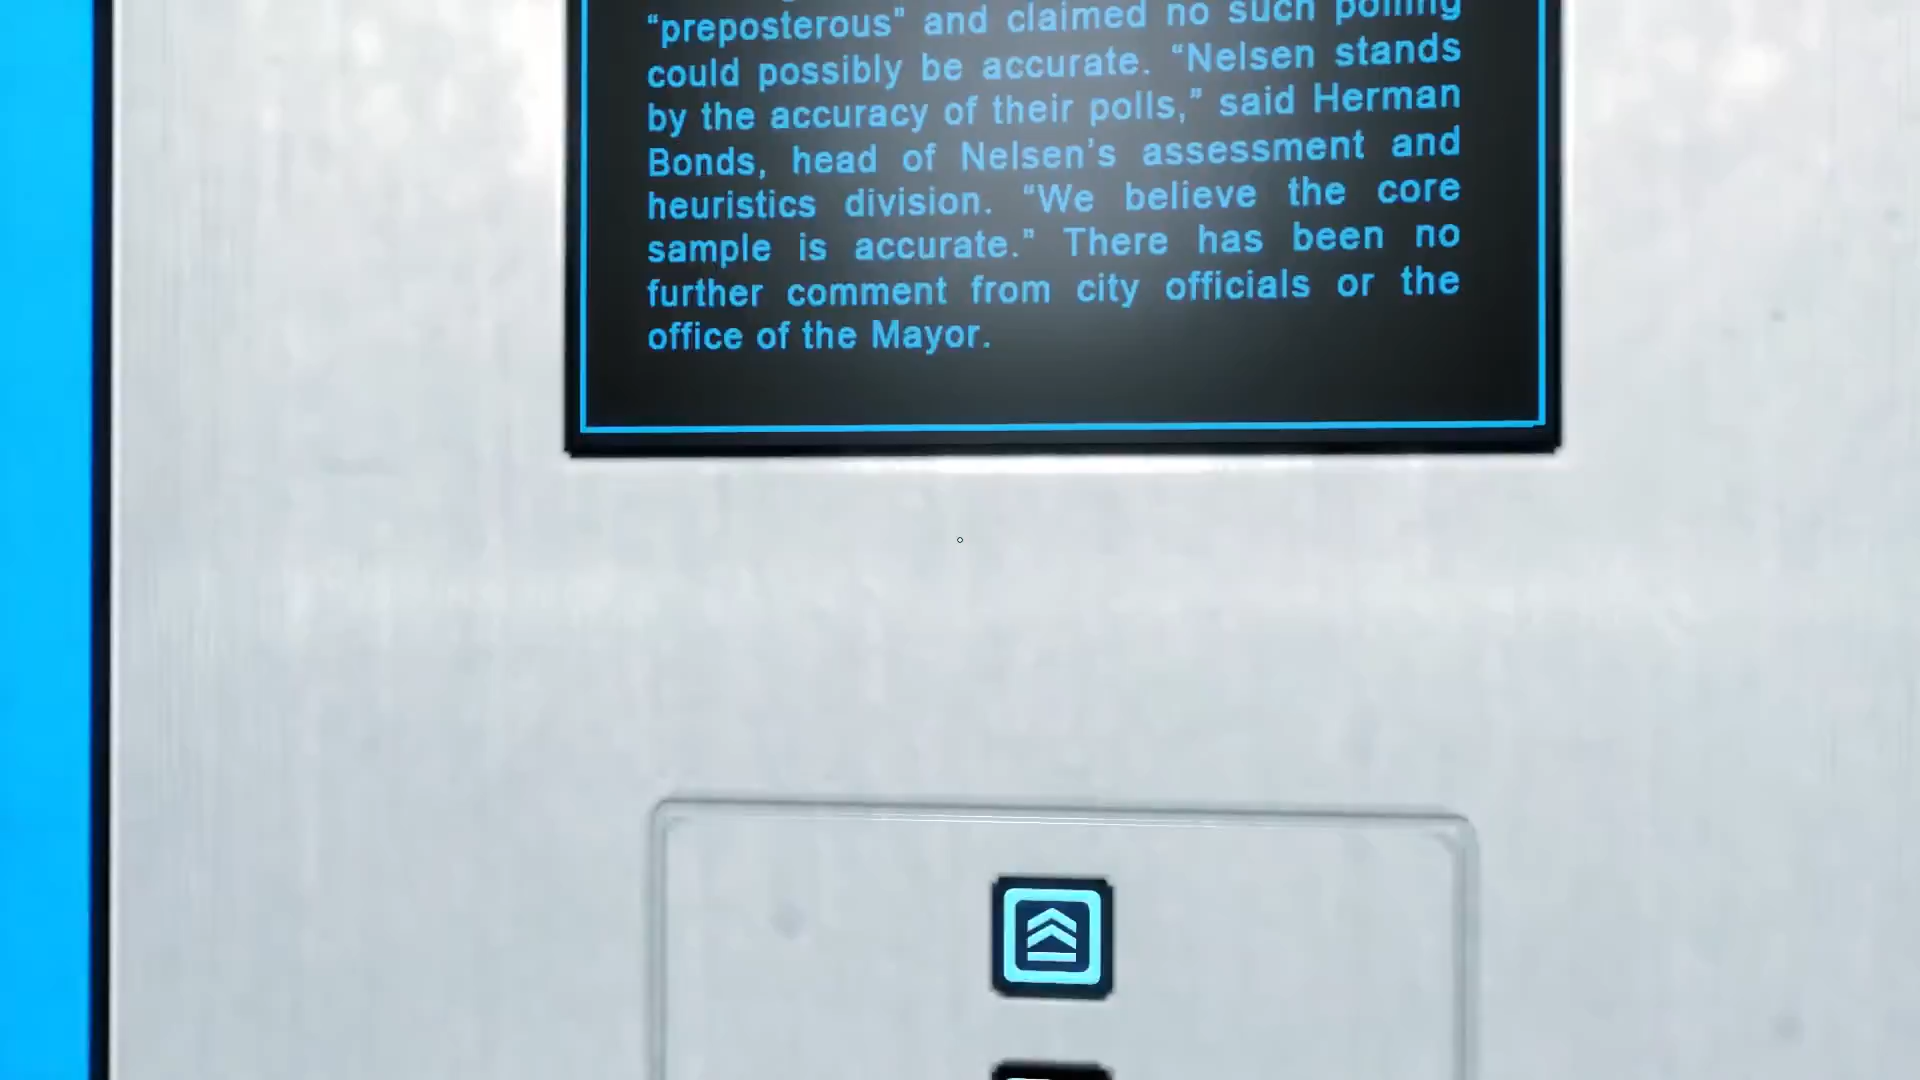 “preposterous” and claimed no such polling
could possibly be accurate. “Nelsen stands
by the accuracy of their polls,” said Herman
Bonds, head of Nelsen’s assessment and
heuristics division. “We believe the core
sample is accurate.” There has been no
further comment from city officials or the
office of the Mayor.